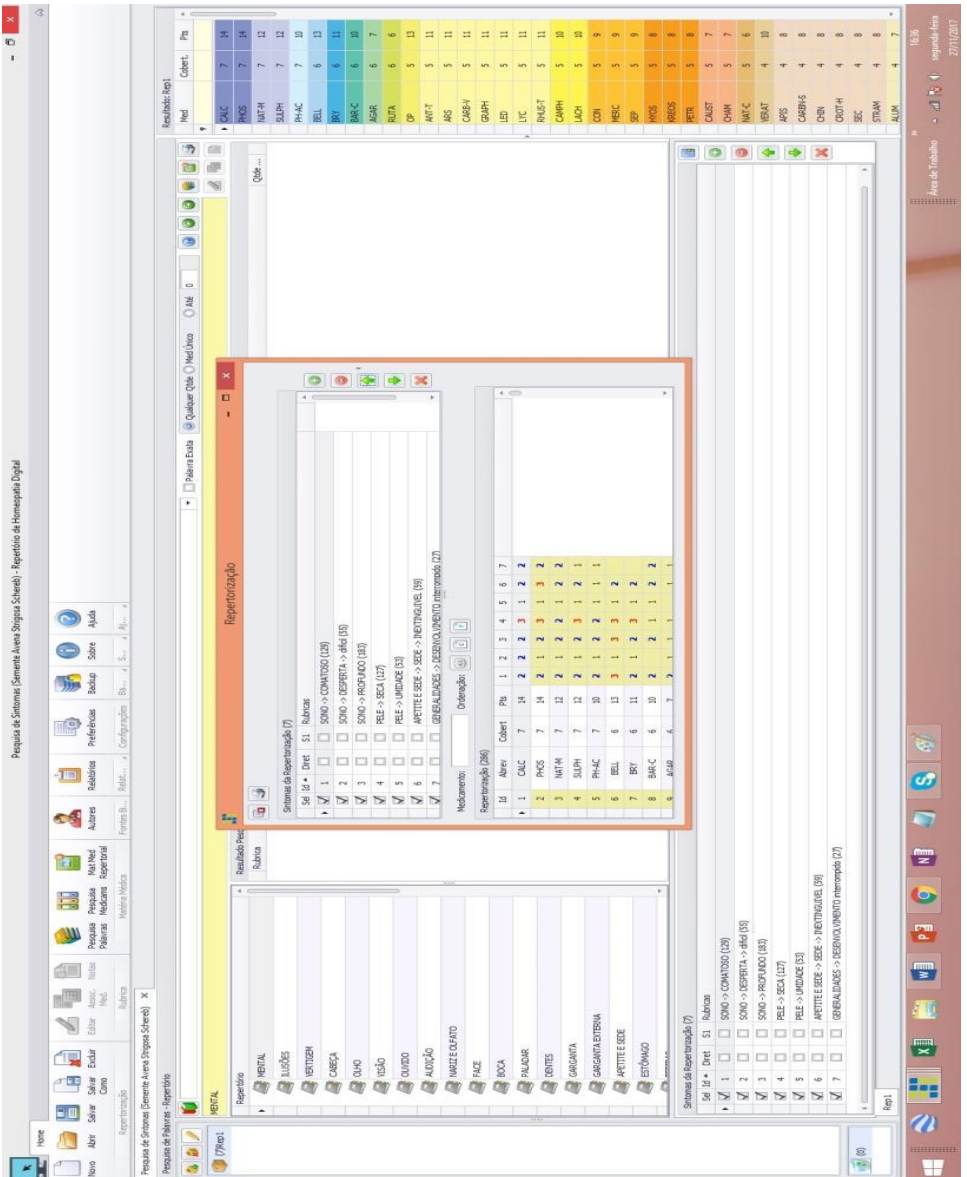 Pesquisa de Sintomas (Semente Avena Strigosa Schereb) - Repertório de Homeopatia Digital
Home
Novo
Abrir
Salvar
Salvar Como
Excluir
Editar
Assoc. Med.
Notas
Pesquisa Palavras
Pesquisa Medicams
Mat Med Repertorial
Autores
Relatórios
Preferências
Backup
Sobre
Ajuda
Repertorização
Rubrica
Matéria Médica
Fontes Bi...
Relat...
Configurações
Ba...
S...
Aj...
Pesquisa de Sintomas (Semente Avena Strigosa Schereb) X
Pesquisa de Palavras - Repertório
Palavra Exata
Qualquer Qtde
Med Único
Até
0
(7)Rep1
MENTAL
Repertório
MENTAL
ILUSÕES
VERTIGEM
CABEÇA
OLHO
VISÃO
OUVIDO
AUDIÇÃO
NARIZ E OLFATO
FACE
BOCA
PALADAR
DENTES
GARGANTA
GARGANTA EXTERNA
APETITE E SEDE
ESTÔMAGO
Resultado Pesq
Rubrica
Qtde ...
Repertorização
Sintomas da Repertorização (7)
Sel Id Diret S1 Rubricas
1 SONO -> COMATOSO (129)
2 SONO -> DESPERTA -> difícil (55)
3 SONO -> PROFUNDO (183)
4 PELE -> SECA (127)
5 PELE -> UMIDADE (53)
6 APETITE E SEDE -> SEDE -> INEXTINGUIVEL (59)
7 GENERALIDADES -> DESENVOLVIMENTO interrompido (27)
Medicamento:
Ordenação:
Repertorização (286)
Id Abrev Cobert Pts 1 2 3 4 5 6 7
1 CALC 7 14 2 2 2 3 1 2 2
2 PHOS 7 14 2 1 2 3 1 3 2
3 NAT-M 7 12 2 1 2 2 1 2 2
4 SULPH 7 12 2 1 2 3 1 2 1
5 PH-AC 7 10 2 1 2 2 1 1 1
6 BELL 6 13 3 1 3 3 1 2
7 BRY 6 11 2 1 1 3 2 2
8 BAR-C 6 10 2 2 2 1 1 2
9 AGAR 6 7
Resultado: Rep1
Med Cobert. Pts
CALC 7 14
PHOS 7 14
NAT-M 7 12
SULPH 7 12
PH-AC 7 10
BELL 6 13
BRY 6 11
BAR-C 6 10
AGAR 6 7
RUTA 6 6
OP 5 13
ANT-T 5 11
ARS 5 11
CARB-V 5 11
GRAPH 5 11
LED 5 11
LYC 5 11
RHUS-T 5 11
CAMPH 5 10
LACH 5 10
CON 5 9
MERC 5 9
SEP 5 9
HYOS 5 8
KREOS 5 8
PETR 5 8
CAUST 5 7
CHAM 5 7
NAT-C 5 6
VERAT 4 10
APIS 4 8
CARBN-S 4 8
CHIN 4 8
CROT-H 4 8
SEC 4 8
STRAM 4 8
ALUM 4 7
Sintomas da Repertorização (7)
Sel Id Diret S1 Rubricas
1 SONO -> COMATOSO (129)
2 SONO -> DESPERTA -> difícil (55)
3 SONO -> PROFUNDO (183)
4 PELE -> SECA (127)
5 PELE -> UMIDADE (53)
6 APETITE E SEDE -> SEDE -> INEXTINGUIVEL (59)
7 GENERALIDADES -> DESENVOLVIMENTO interrompido (27)
(0)
Rep1
Área de Trabalho
16:36
segunda-feira
27/11/2017